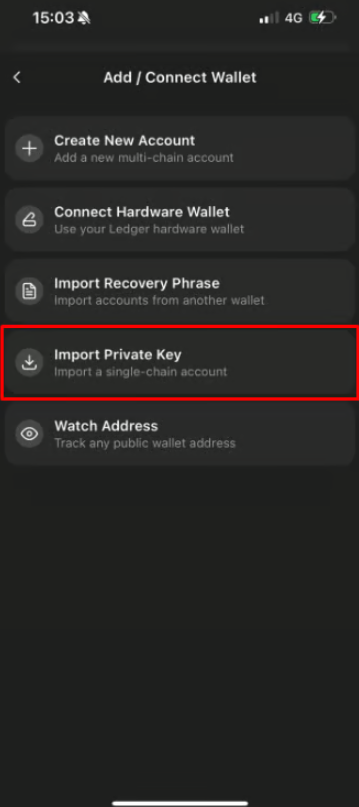 15:03
4G
Add / Connect Wallet
Create New Account
Add a new multi-chain account
Connect Hardware Wallet
Use your Ledger hardware wallet
Import Recovery Phrase
Import accounts from another wallet
Import Private Key
Import a single-chain account
Watch Address
Track any public wallet address